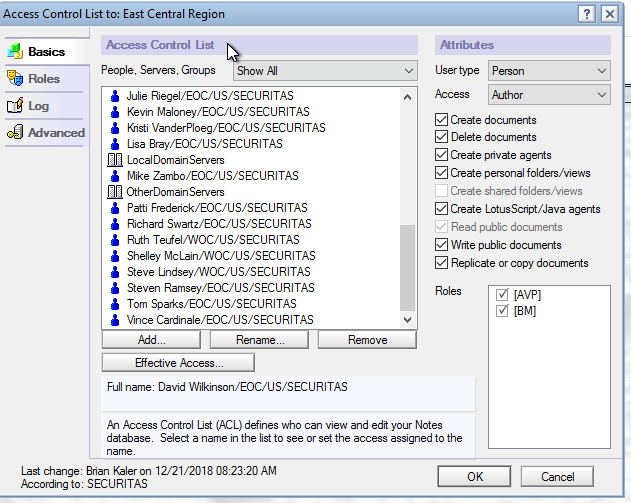 Access Control List to: East Central Region
? X
Basics
Roles
Log
Advanced
Access Control List
People, Servers, Groups Show All
Julie Riegel/EOC/US/SECURITAS
Kevin Maloney/EOC/US/SECURITAS
Kristi VanderPloeg/EOC/US/SECURITAS
Lisa Bray/EOC/US/SECURITAS
LocalDomainServers
Mike Zambo/EOC/US/SECURITAS
OtherDomainServers
Patti Frederick/EOC/US/SECURITAS
Richard Swartz/EOC/US/SECURITAS
Ruth Teufel/WOC/US/SECURITAS
Shelley McLain/WOC/US/SECURITAS
Steve Lindsey/WOC/US/SECURITAS
Steven Ramsey/EOC/US/SECURITAS
Tom Sparks/EOC/US/SECURITAS
Vince Cardinale/EOC/US/SECURITAS
Add... Rename... Remove
Effective Access...
Full name: David Wilkinson/EOC/US/SECURITAS
An Access Control List (ACL) defines who can view and edit your Notes
database. Select a name in the list to see or set the access assigned to the
name.
Attributes
User type Person
Access Author
Create documents
Delete documents
Create private agents
Create personal folders/views
Create shared folders/views
Create LotusScript/Java agents
Read public documents
Write public documents
Replicate or copy documents
Roles
[AVP]
[BM]
Last change: Brian Kaler on 12/21/2018 08:23:20 AM
According to: SECURITAS
OK Cancel